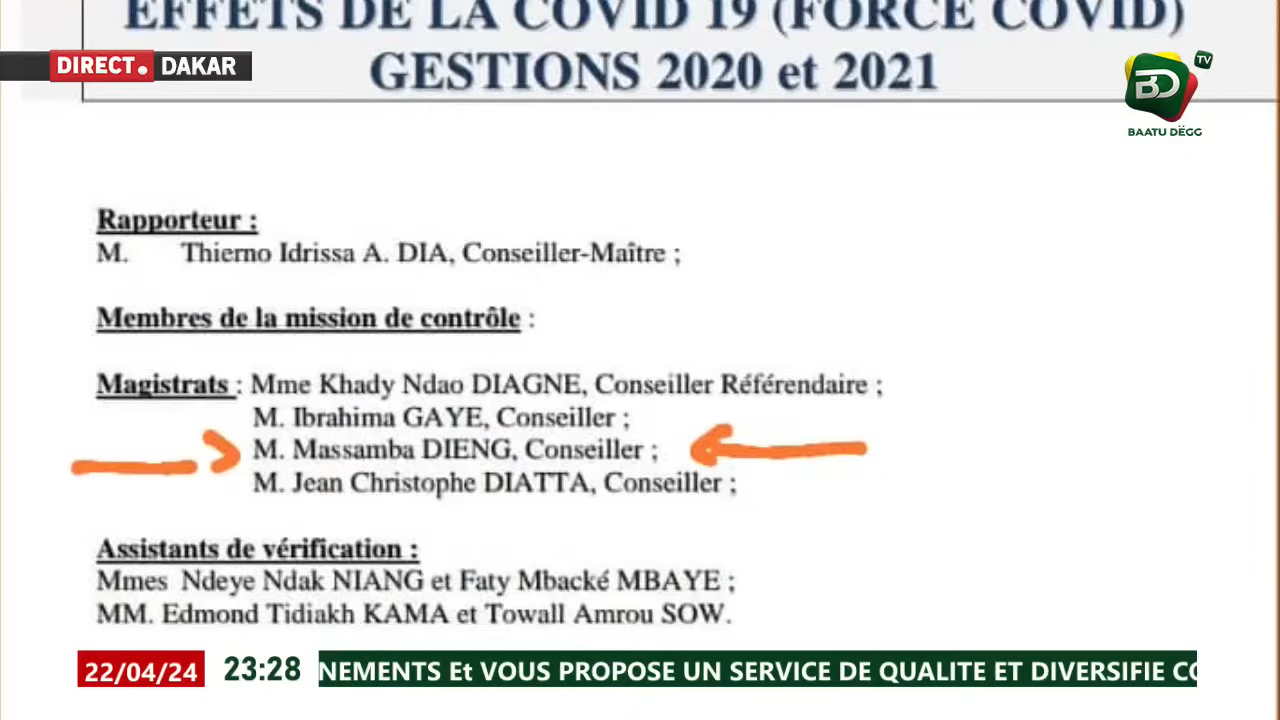 EFFETS DE LA COVID 19 (FORCE COVID)
GESTIONS 2020 et 2021
DIRECT. DAKAR
BD TV
BAATU DËGG
Rapporteur :
M. Thierno Idrissa A. DIA, Conseiller-Maître ;
Membres de la mission de contrôle :
Magistrats : Mme Khady Ndao DIAGNE, Conseiller Référendaire ;
M. Ibrahima GAYE, Conseiller ;
M. Massamba DIENG, Conseiller ;
M. Jean Christophe DIATTA, Conseiller ;
Assistants de vérification :
Mmes Ndeye Ndak NIANG et Faty Mbacké MBAYE ;
MM. Edmond Tidiakh KAMA et Towall Amrou SOW.
22/04/24 23:28 NEMENTS Et VOUS PROPOSE UN SERVICE DE QUALITE ET DIVERSIFIE CO